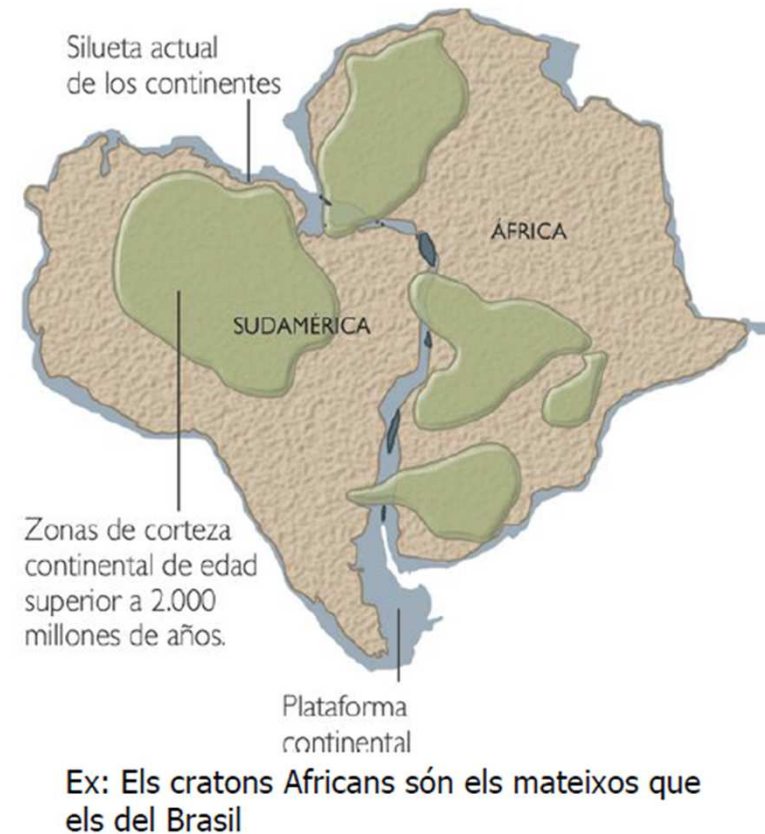 Silueta actual
de los continentes
ÁFRICA
SUDAMÉRICA
Zonas de corteza
continental de edad
superior a 2.000
millones de años.
Plataforma
continental
Ex: Els cratons Africans són els mateixos que
els del Brasil